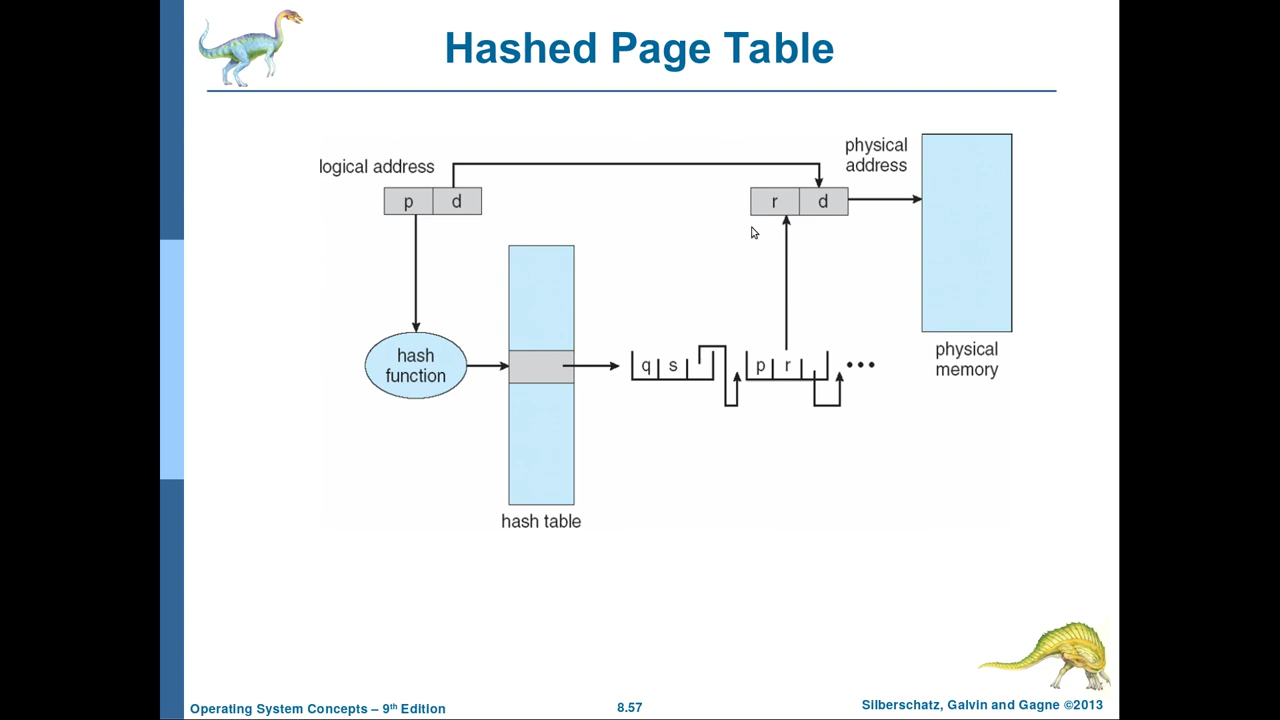 Hashed Page Table
logical address
physical
address
p d
r d
hash
function
q s
p r
physical
memory
hash table
Operating System Concepts – 9th Edition
8.57
Silberschatz, Galvin and Gagne ©2013